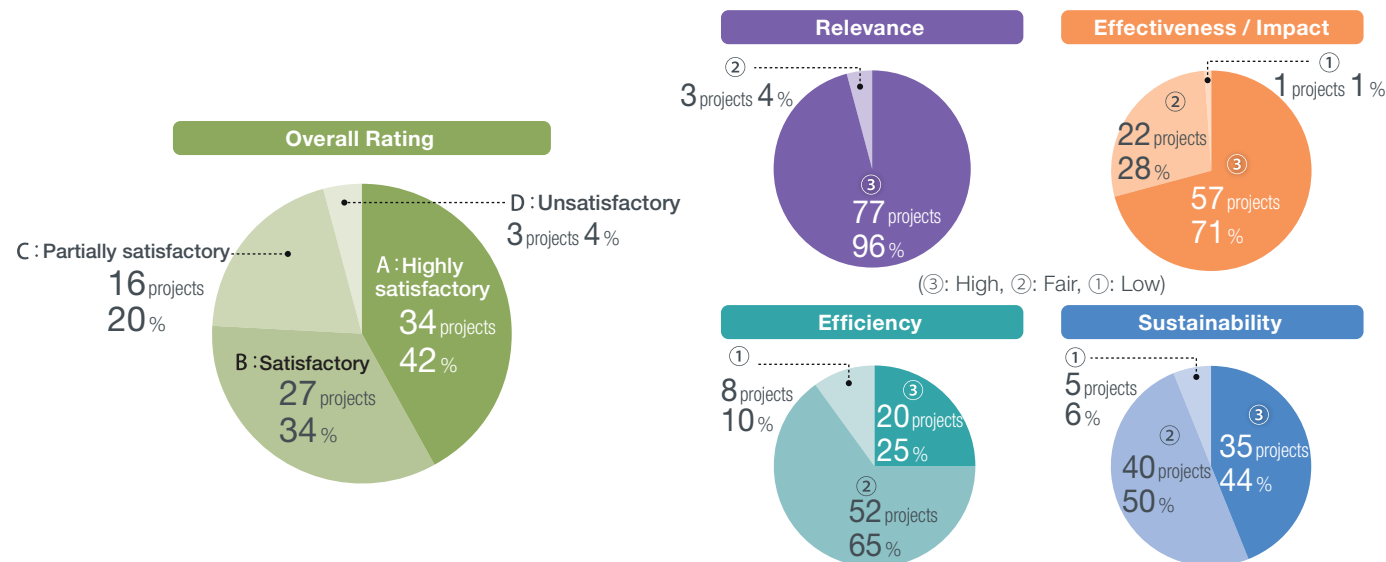 Overall Rating
D：Unsatisfactory
3 projects 4 %
C：Partially satisfactory
16 projects
20 %
A：Highly
satisfactory
34 projects
42 %
B：Satisfactory
27 projects
34 %
Relevance
②
3 projects 4 %
③
77
projects
96 %
Effectiveness / Impact
①
1 projects 1 %
②
22 projects
28 %
③
57
projects
71 %
(③: High, ②: Fair, ①: Low)
Efficiency
①
8
projects
10 %
③
20 projects
25 %
②
52
projects
65 %
Sustainability
①
5
projects
6 %
③
35 projects
44 %
②
40 projects
50 %